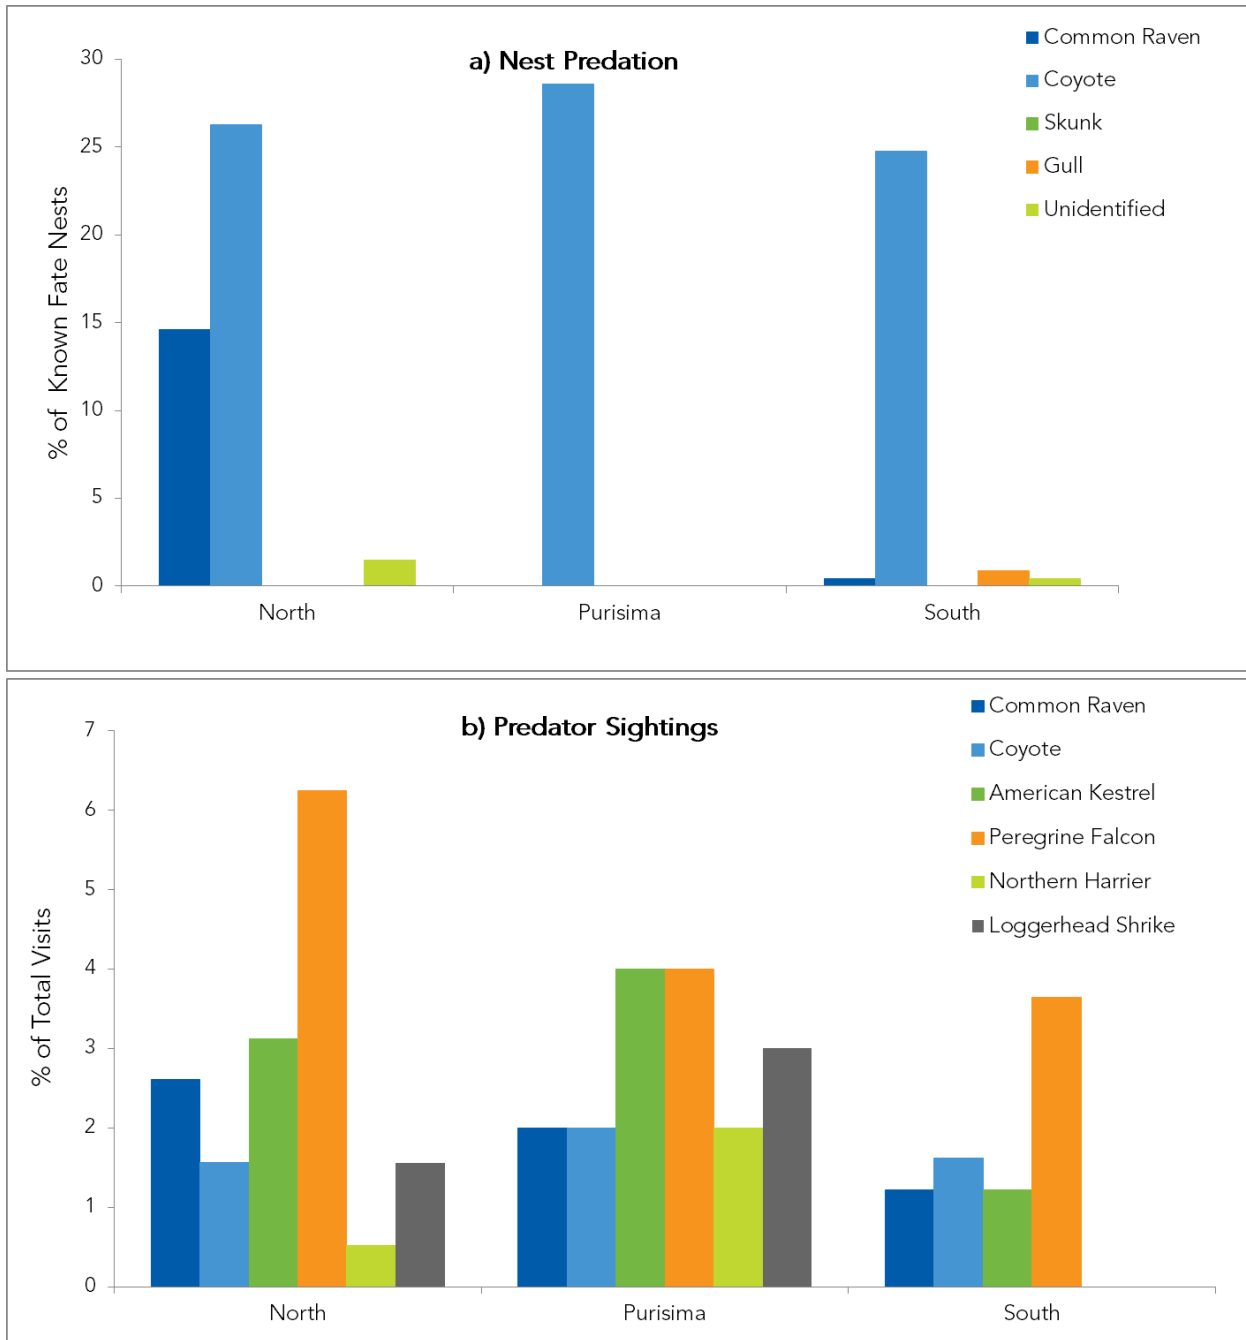 a) Nest Predation
Common Raven
Coyote
Skunk
Gull
Unidentified
% of Known Fate Nests
30
25
20
15
10
5
0
North
Purisima
South
b) Predator Sightings
Common Raven
Coyote
American Kestrel
Peregrine Falcon
Northern Harrier
Loggerhead Shrike
% of Total Visits
7
6
5
4
3
2
1
0
North
Purisima
South